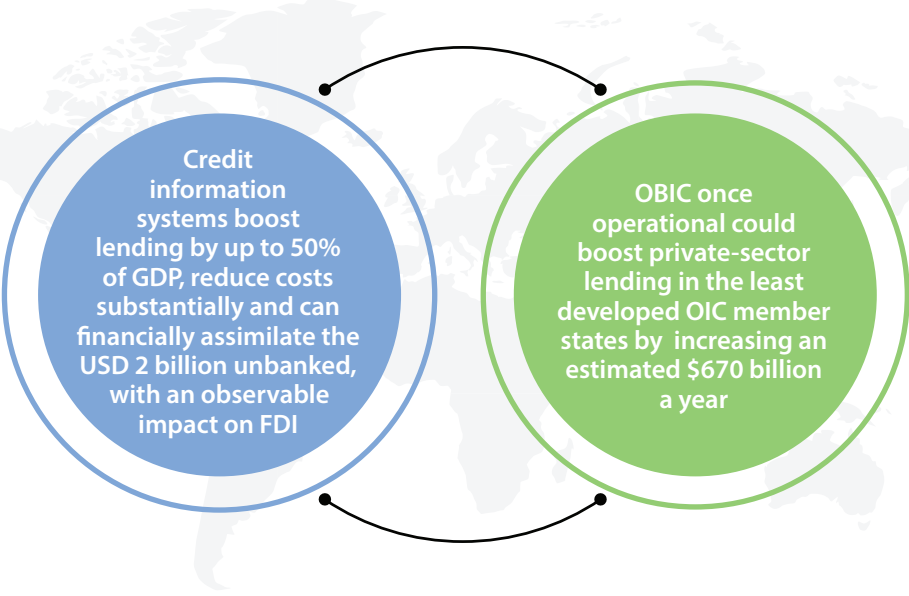 Credit
information
systems boost
lending by up to 50%
of GDP, reduce costs
substantially and can
financially assimilate the
USD 2 billion unbanked,
with an observable
impact on FDI
OBIC once
operational could
boost private-sector
lending in the least
developed OIC member
states by increasing an
estimated $670 billion
a year